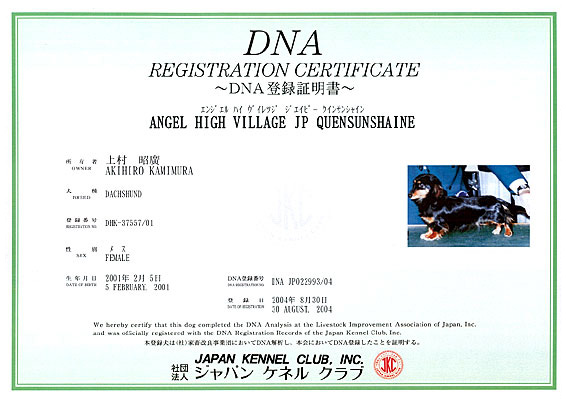 DNA
REGISTRATION CERTIFICATE
～DNA登録証明書～
ｴﾝｼﾞｪﾙ ﾊｲ ｳﾞｨﾚｯｼﾞ ｼﾞｪｲﾋﾟｰ ｸｲﾝｻﾝｼｬｲﾝ
ANGEL HIGH VILLAGE JP QUENSUNSHAINE
所有者 上村 昭廣
OWNER AKIHIRO KAMIMURA
犬種 DACHSHUND
登録番号 DHK-37557/01
REGISTRATION NO.
性別 メス
SEX FEMALE
生年月日 2001年 2月 5日
DATE OF BIRTH 5 FEBRUARY, 2001
DNA登録番号 DNA JP022993/04
DNA REGISTRATION NO.
登録日 2004年 8月30日
DATE OF REGISTRATION 30 AUGUST, 2004
JKC
We hereby certify that this dog completed the DNA Analysis at the Livestock Improvement Association of Japan, Inc.
and was officially registered with the DNA Registration Records of the Japan Kennel Club, Inc.
本登録犬は(社)家畜改良事業団においてDNA解析し、本会においてDNA登録したことを証明する。
JAPAN KENNEL CLUB, INC.
社団法人 ジャパン ケネル クラブ
JKC